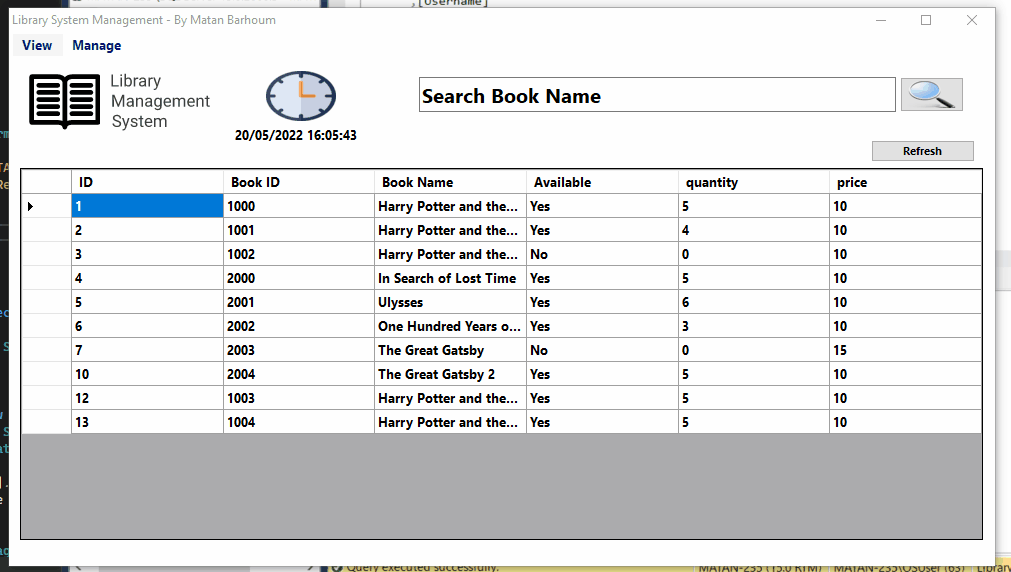 ,[Username]
Library System Management - By Matan Barhoum
View Manage
Library
Management
System
20/05/2022 16:05:43
Search Book Name
Refresh
ID Book ID Book Name Available quantity price
1 1000 Harry Potter and the... Yes 5 10
2 1001 Harry Potter and the... Yes 4 10
3 1002 Harry Potter and the... No 0 10
4 2000 In Search of Lost Time Yes 5 10
5 2001 Ulysses Yes 6 10
6 2002 One Hundred Years o... Yes 3 10
7 2003 The Great Gatsby No 0 15
10 2004 The Great Gatsby 2 Yes 5 10
12 1003 Harry Potter and the... Yes 5 10
13 1004 Harry Potter and the... Yes 5 10
Query executed successfully. MATAN-235 (15.0 RTM) MATAN-235\OSUser (63) Library